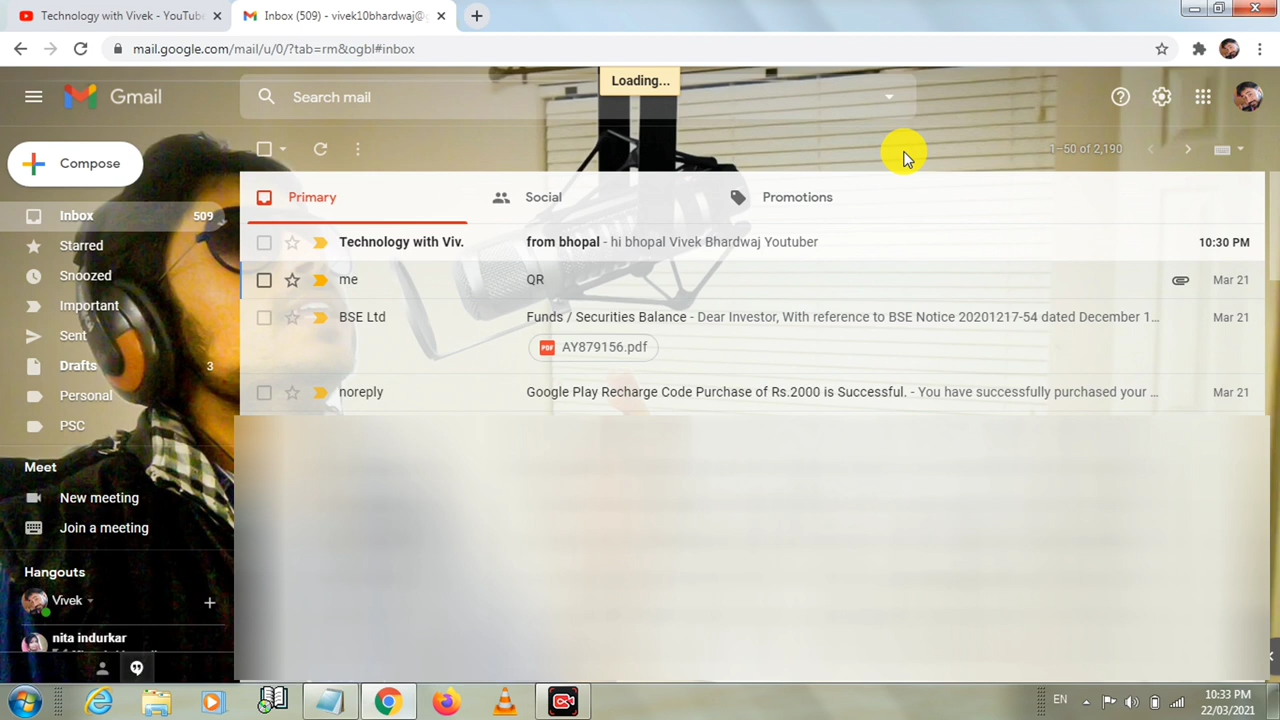 Technology with Vivek - YouTube
Inbox (509) - vivek10bhardwaj@
mail.google.com/mail/u/0/?tab=rm&ogbl#inbox
Loading...
Gmail
Search mail
Compose
1–50 of 2,190
Primary
Social
Promotions
Inbox 509
Starred
Snoozed
Important
Sent
Drafts 3
Personal
PSC
Technology with Viv. from bhopal - hi bhopal Vivek Bhardwaj Youtuber 10:30 PM
me QR Mar 21
BSE Ltd Funds / Securities Balance - Dear Investor, With reference to BSE Notice 20201217-54 dated December 1... Mar 21
PDF AY879156.pdf
noreply Google Play Recharge Code Purchase of Rs.2000 is Successful. - You have successfully purchased your ... Mar 21
Meet
New meeting
Join a meeting
Hangouts
Vivek
nita indurkar
EN
10:33 PM
22/03/2021